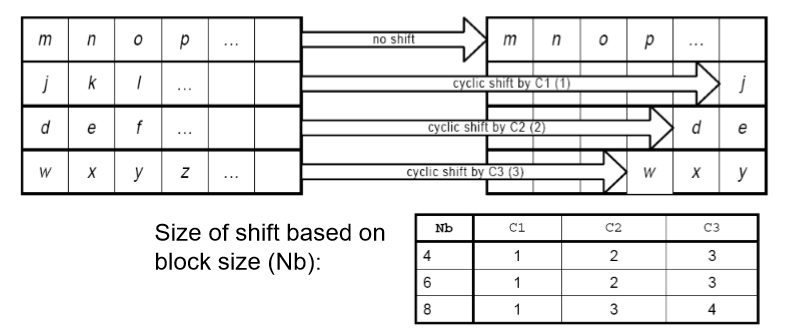 m n o p ... no shift m n o p ...
j k l ... cyclic shift by C1 (1) j
d e f ... cyclic shift by C2 (2) d e
w x y z ... cyclic shift by C3 (3) w x y
Size of shift based on
block size (Nb):
Nb C1 C2 C3
4 1 2 3
6 1 2 3
8 1 3 4